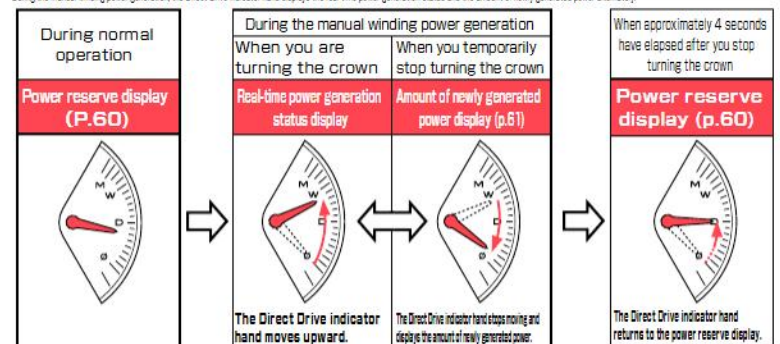 During normal
operation
Power reserve display
(P.60)
M
W
D
During the manual winding power generation
When you are
turning the crown
Real-time power generation
status display
M
W
D
The Direct Drive indicator
hand moves upward.
When you temporarily
stop turning the crown
Amount of newly generated
power display (p.61)
M
W
D
The Direct Drive indicator hand stops moving and
displays the amount of newly generated power.
When approximately 4 seconds
have elapsed after you stop
turning the crown
Power reserve
display (p.60)
M
W
D
The Direct Drive indicator hand
returns to the power reserve display.